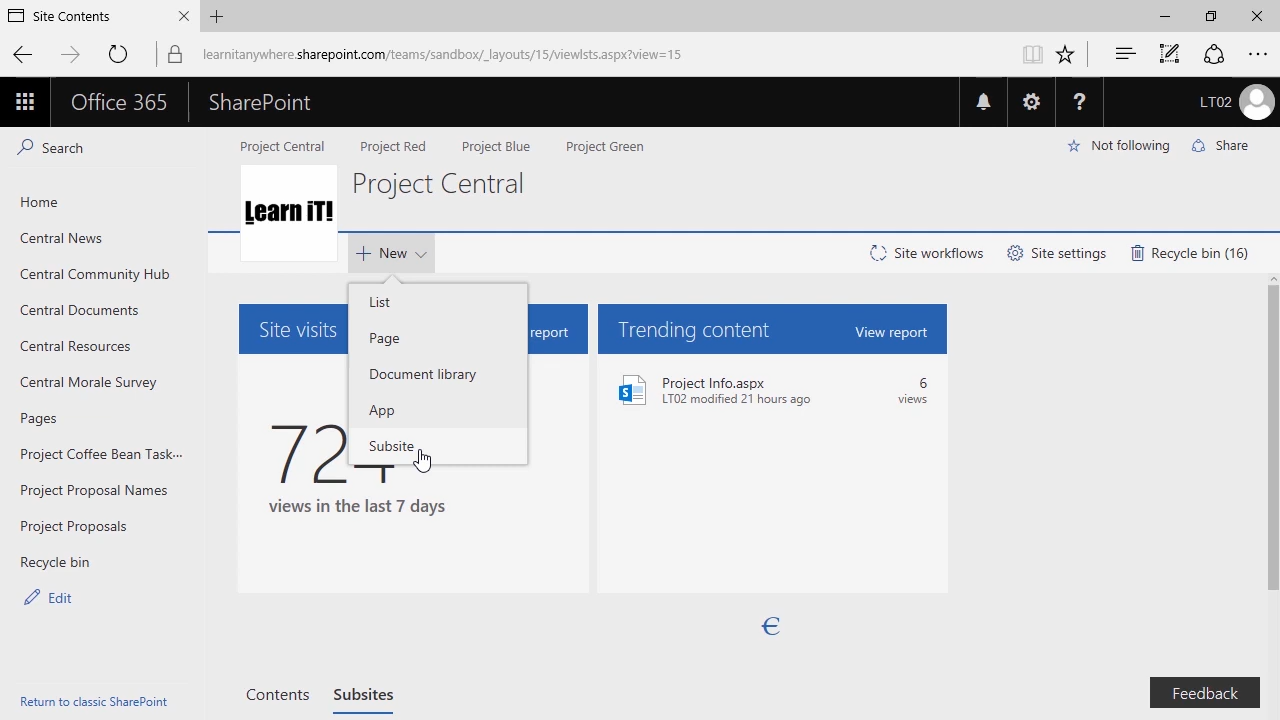 Site Contents
learnitanywhere.sharepoint.com/teams/sandbox/_layouts/15/viewlsts.aspx?view=15
Office 365
SharePoint
?
LT02
Search
Project Central
Project Red
Project Blue
Project Green
Not following
Share
Learn iT!
Project Central
New
Site workflows
Site settings
Recycle bin (16)
Home
Central News
Central Community Hub
Central Documents
Central Resources
Central Morale Survey
Pages
Project Coffee Bean Task...
Project Proposal Names
Project Proposals
Recycle bin
Edit
Return to classic SharePoint
List
Page
Document library
App
Subsite
Site visits
report
views in the last 7 days
Trending content
View report
S
Project Info.aspx
LT02 modified 21 hours ago
6
views
€
Contents
Subsites
Feedback